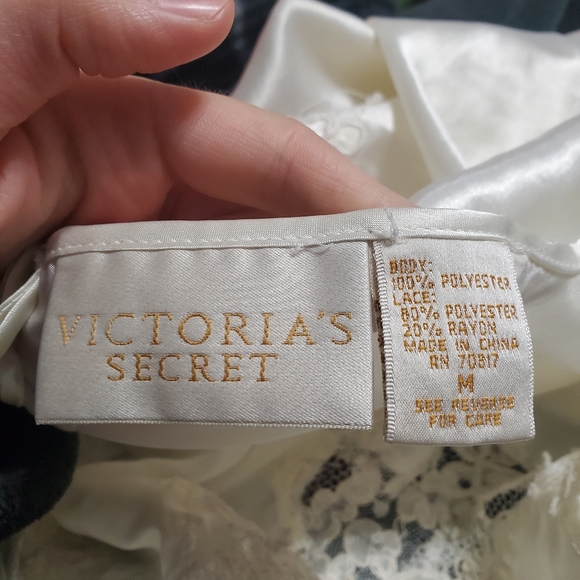 VICTORIA'S
SECRET
BODY:
100% POLYESTER
LACE:
80% POLYESTER
20% RAYON
MADE IN CHINA
RN 70817
M
SEE REVERSE
FOR CARE